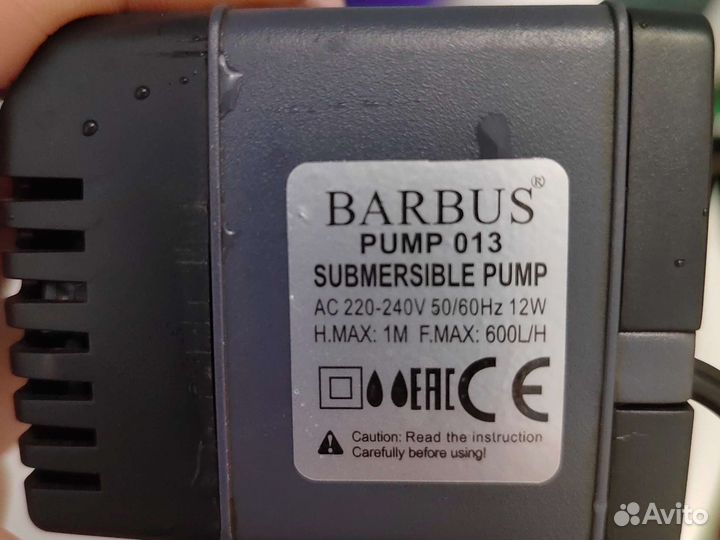 BARBUS®
PUMP 013
SUBMERSIBLE PUMP
AC 220-240V 50/60Hz 12W
H.MAX: 1M F.MAX: 600L/H
EAC CE
Caution: Read the instruction
Carefully before using!
Avito